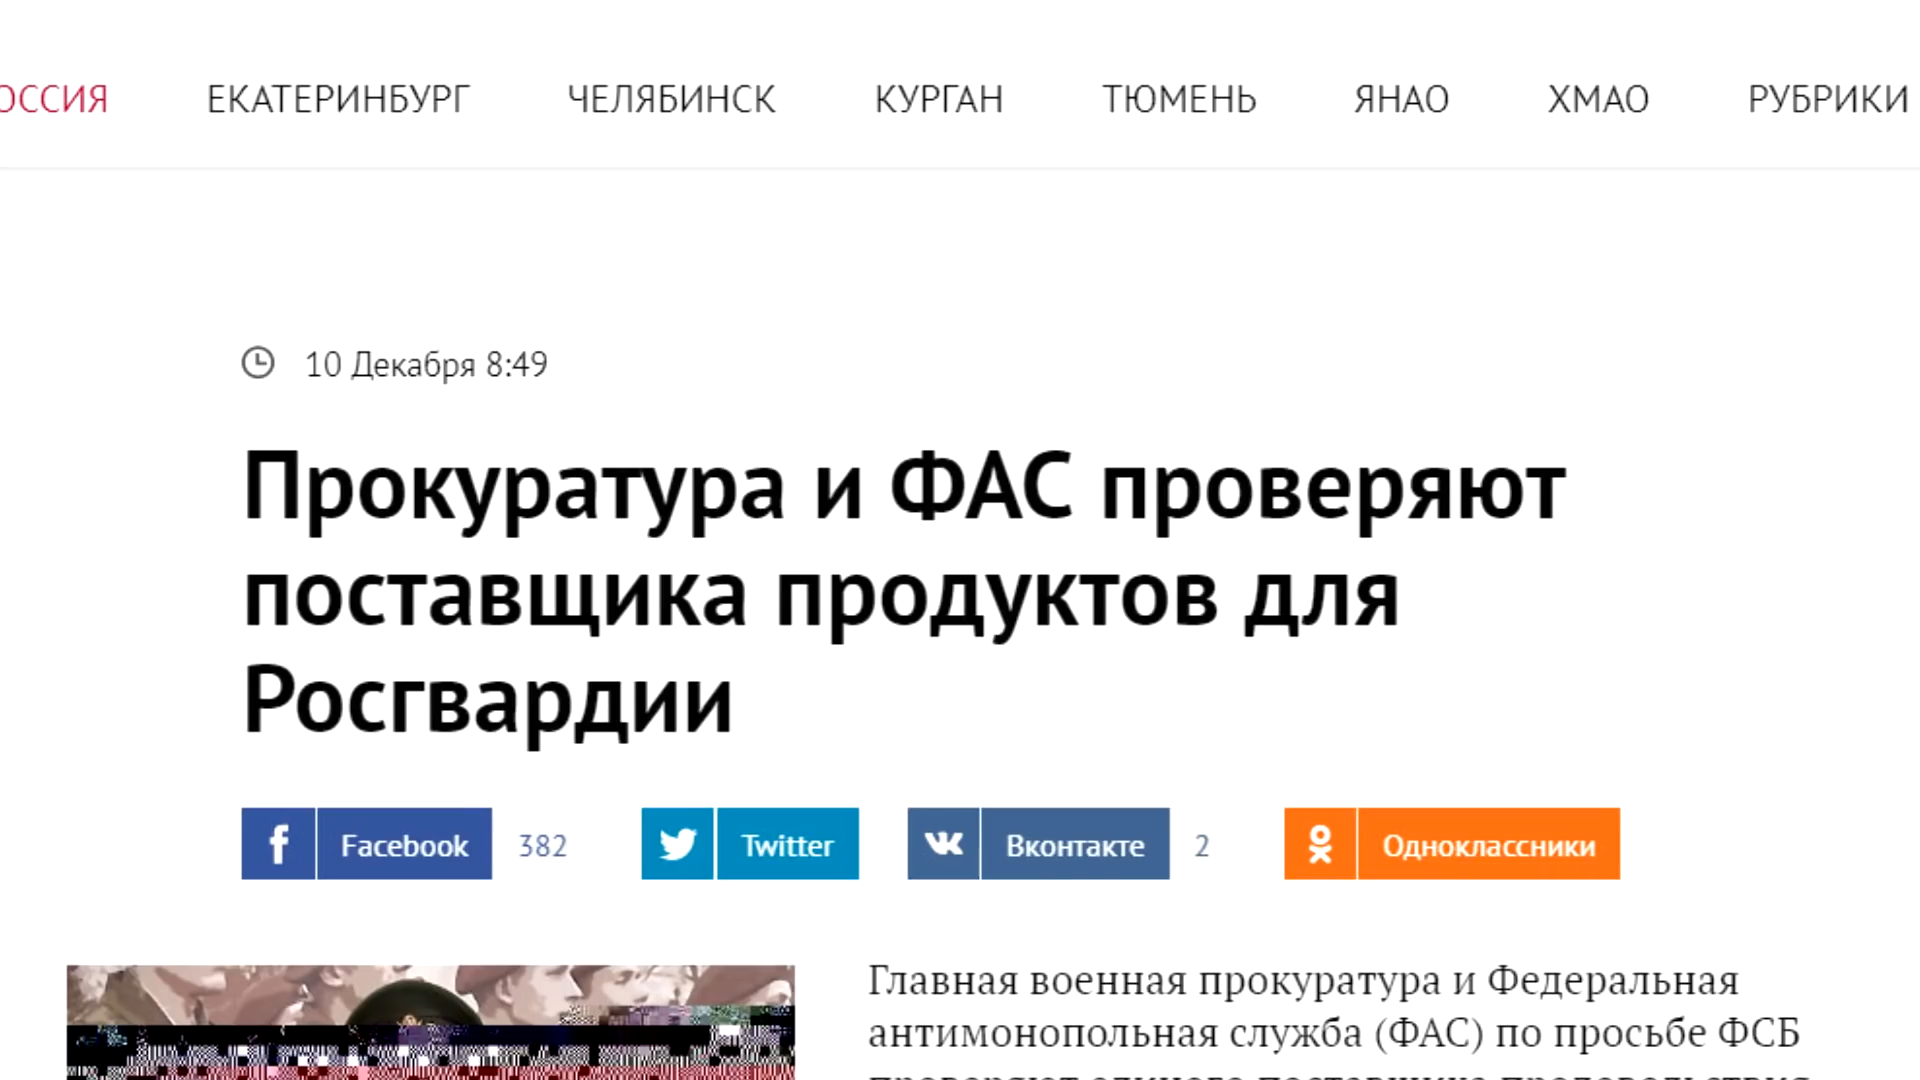 ОССИЯ ЕКАТЕРИНБУРГ ЧЕЛЯБИНСК КУРГАН ТЮМЕНЬ ЯНАО ХМАО РУБРИКИ
10 Декабря 8:49
Прокуратура и ФАС проверяют
поставщика продуктов для
Росгвардии
Facebook 382 Twitter Вконтакте 2 Одноклассники
Главная военная прокуратура и Федеральная
антимонопольная служба (ФАС) по просьбе ФСБ